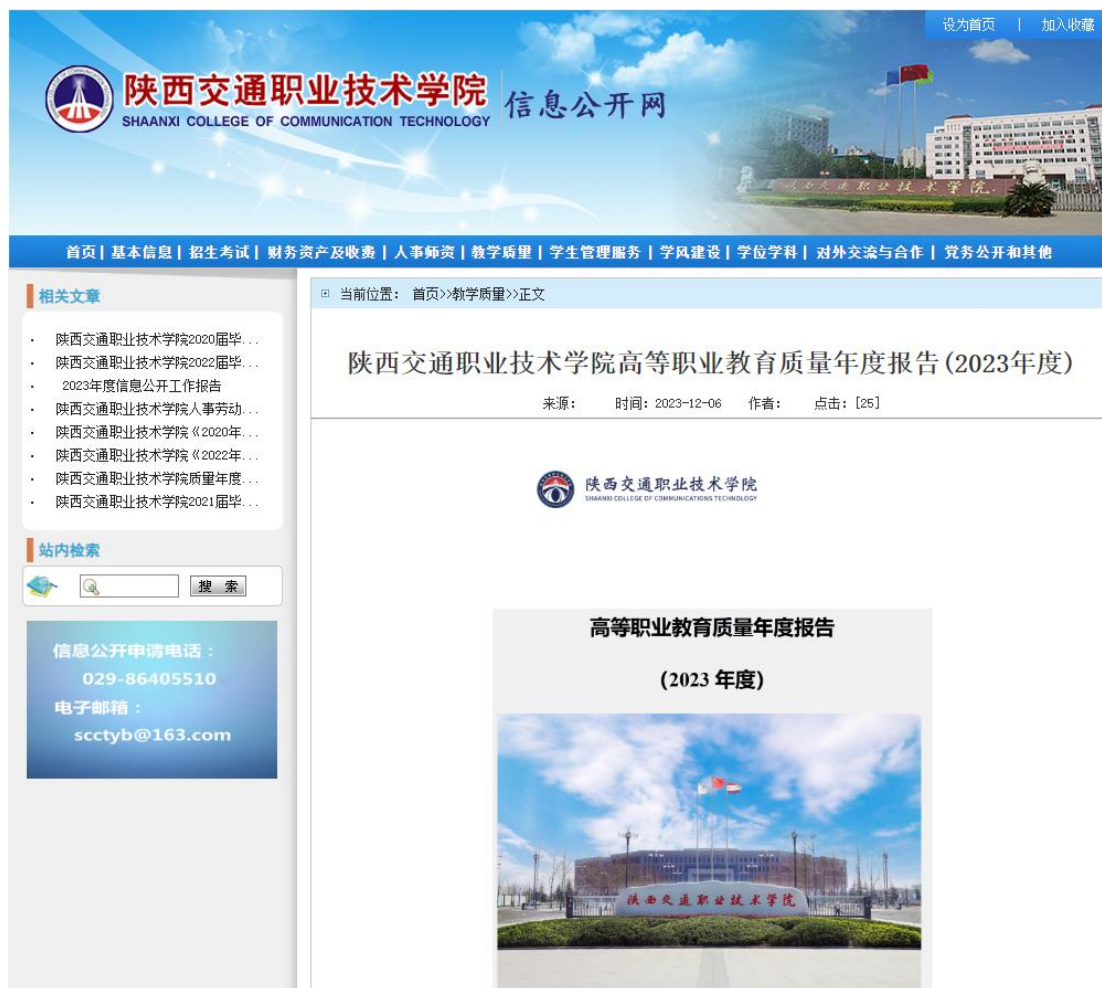 设为首页 | 加入收藏
陕西交通职业技术学院 信息公开网
SHAANXI COLLEGE OF COMMUNICATION TECHNOLOGY
陕西交通职业技术学院
首页| 基本信息| 招生考试| 财务资产及收费| 人事师资| 教学质量| 学生管理服务| 学风建设| 学位学科| 对外交流与合作| 党务公开和其他
相关文章
· 陕西交通职业技术学院2020届毕...
· 陕西交通职业技术学院2022届毕...
· 2023年度信息公开工作报告
· 陕西交通职业技术学院人事劳动...
· 陕西交通职业技术学院《2020年...
· 陕西交通职业技术学院《2022年...
· 陕西交通职业技术学院质量年度...
· 陕西交通职业技术学院2021届毕...
站内检索
搜 索
信息公开申请电话：
029-86405510
电子邮箱：
scctyb@163.com
当前位置： 首页>>教学质量>>正文
陕西交通职业技术学院高等职业教育质量年度报告(2023年度)
来源： 时间：2023-12-06 作者： 点击：[25]
陕西交通职业技术学院
SHAANXI COLLEGE OF COMMUNICATIONS TECHNOLOGY
高等职业教育质量年度报告
(2023 年度)
陕西交通职业技术学院